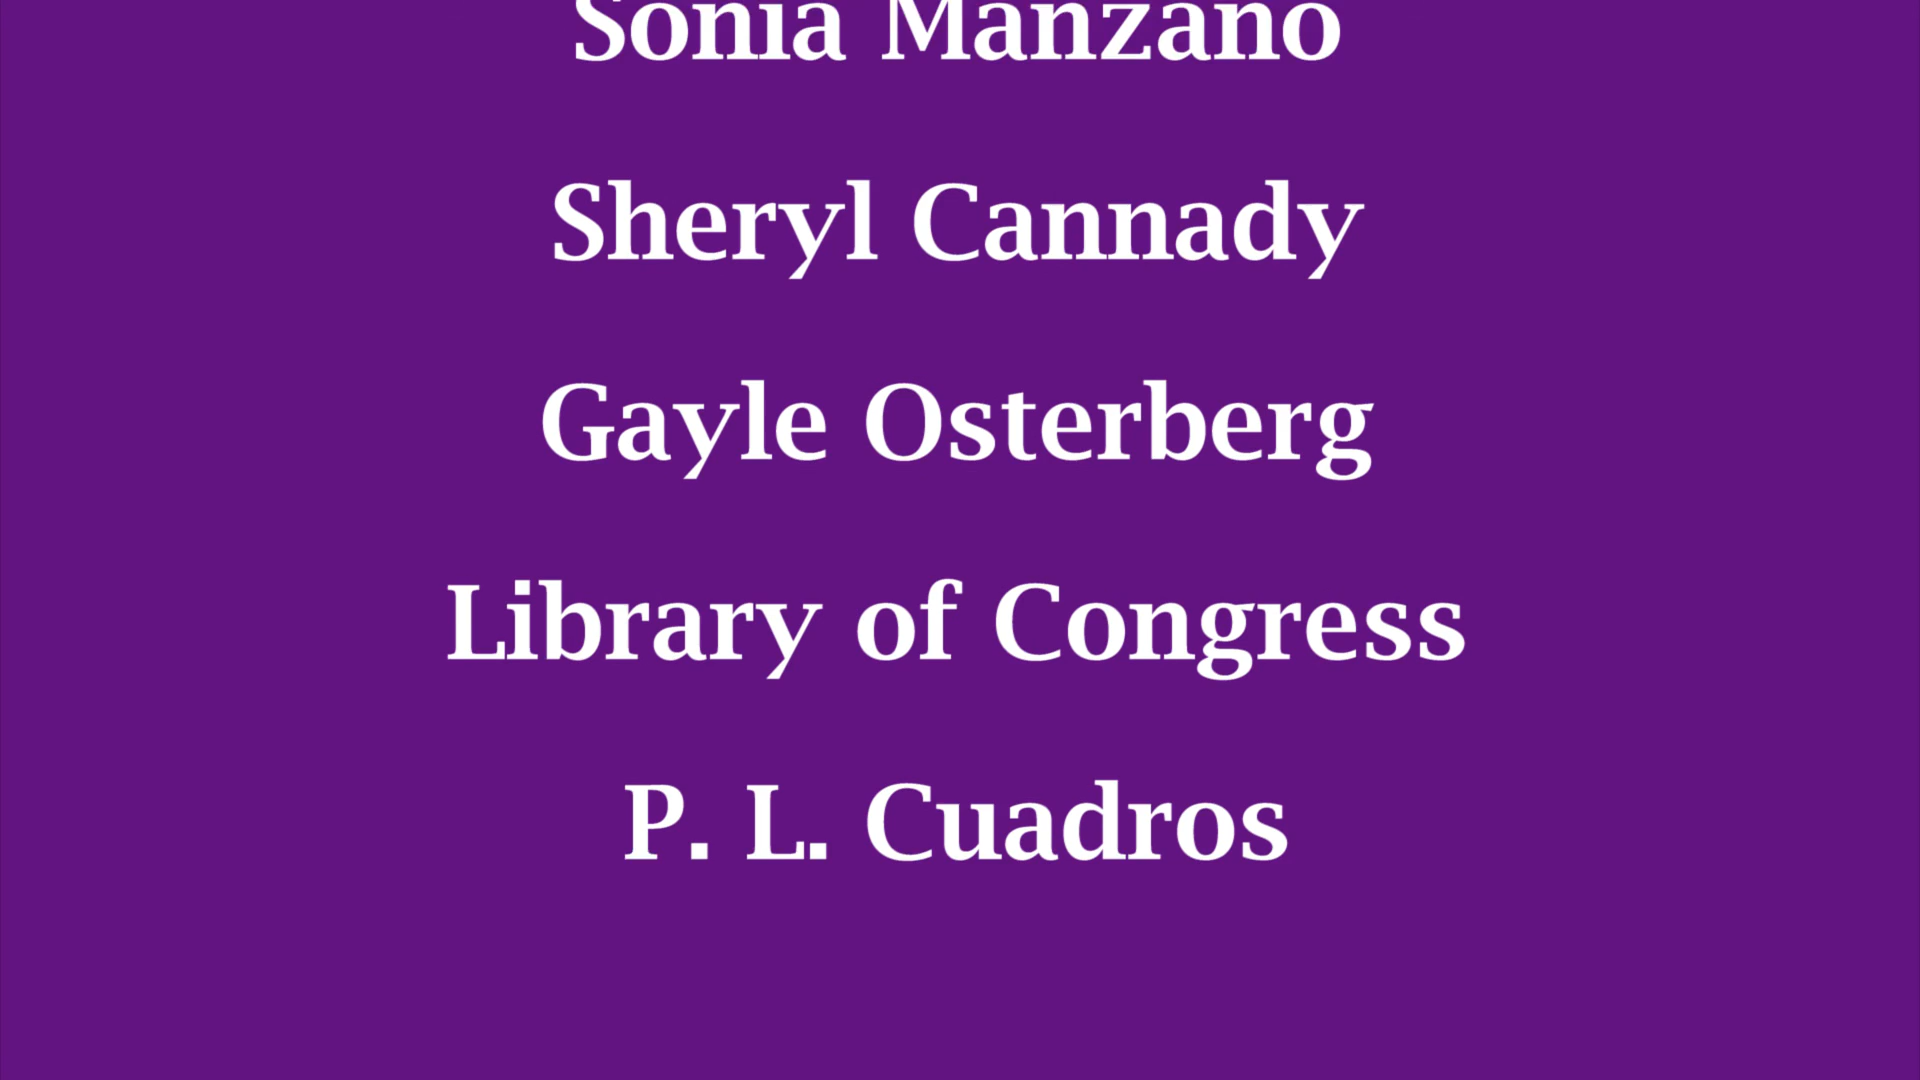 Sonia Manzano
Sheryl Cannady
Gayle Osterberg
Library of Congress
P. L. Cuadros